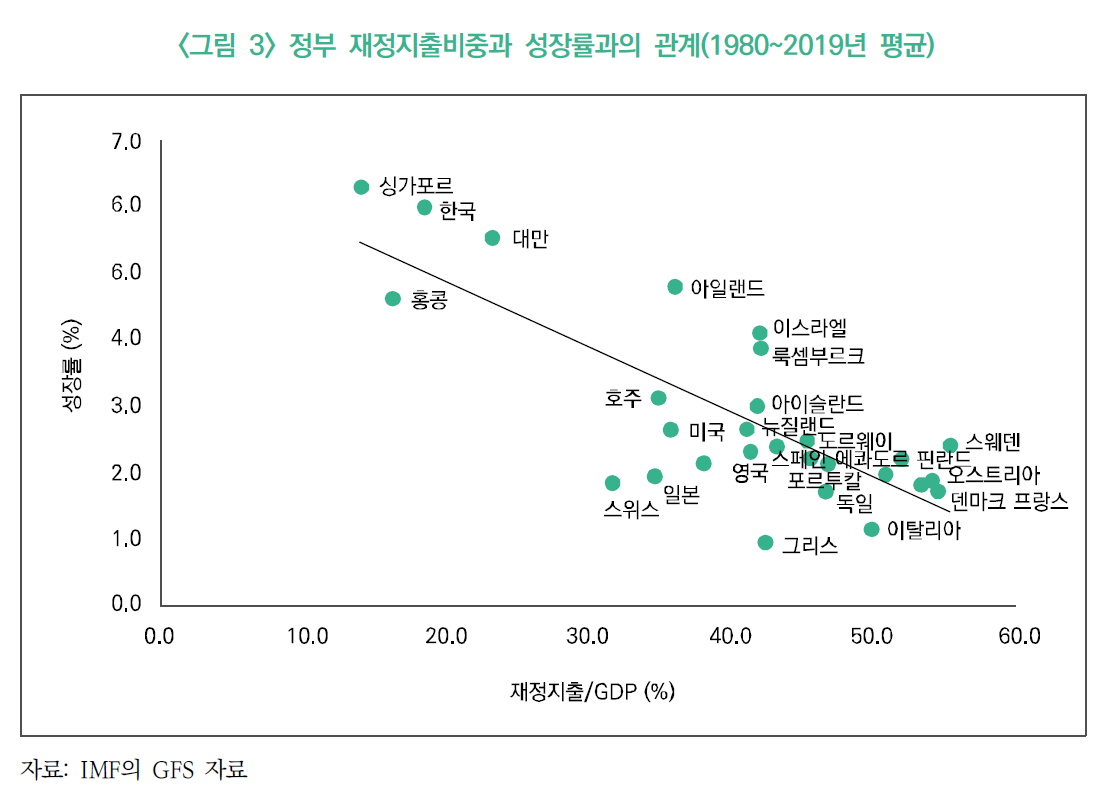 <그림 3> 정부 재정지출비중과 성장률과의 관계(1980~2019년 평균)
7.0
6.0
6.0
4.0
3.0
2.0
1.0
0.0
성장률 (%)
싱가포르
한국
대만
홍콩
아일랜드
이스라엘
룩셈부르크
호주
아이슬란드
미국
뉴질랜드
노르웨이
스웨덴
영국
스페인 에콰도르 핀란드
포르투칼
오스트리아
일본
스위스
독일
덴마크 프랑스
이탈리아
그리스
0.0 10.0 20.0 30.0 40.0 50.0 60.0
재정지출/GDP (%)
자료: IMF의 GFS 자료